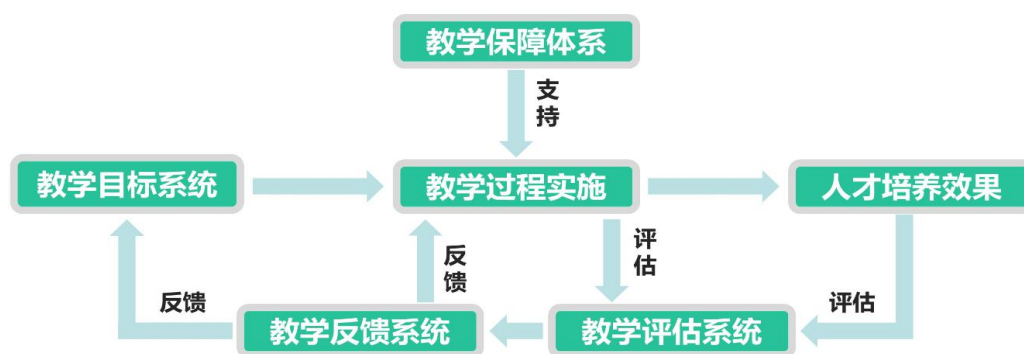 教学保障体系
支持
教学目标系统
教学过程实施
人才培养效果
反馈
评估
反馈
评估
教学反馈系统
教学评估系统